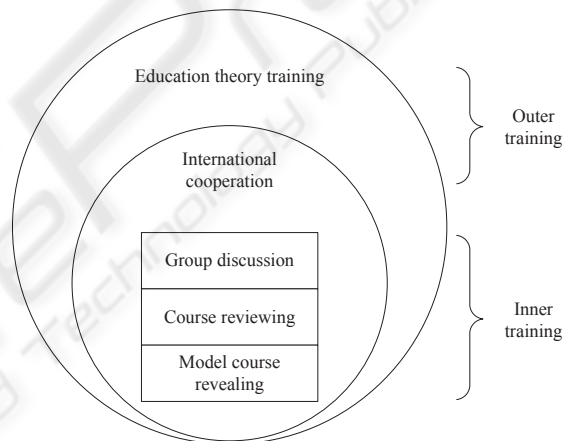 Education theory training
Outer
training
International
cooperation
Group discussion
Course reviewing
Inner
training
Model course
revealing